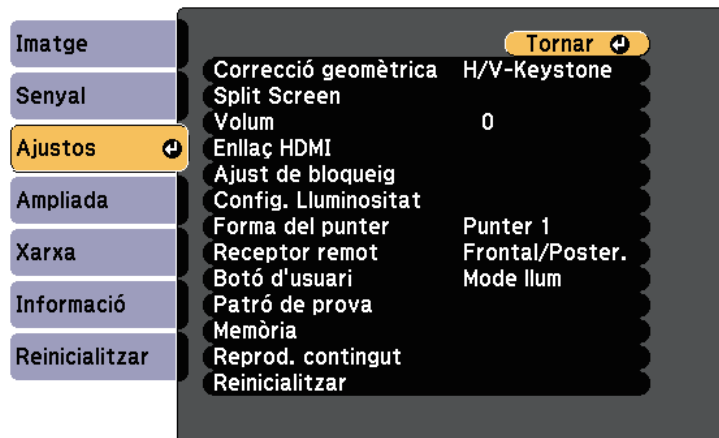 Imatge
Senyal
Ajustos
Ampliada
Xarxa
Informació
Reinicialitzar
Tornar
Correcció geomètrica H/V-Keystone
Split Screen
Volum 0
Enllaç HDMI
Ajust de bloqueig
Config. Lluminositat
Forma del punter Punter 1
Receptor remot Frontal/Poster.
Botó d'usuari Mode llum
Patró de prova
Memòria
Reprod. contingut
Reinicialitzar